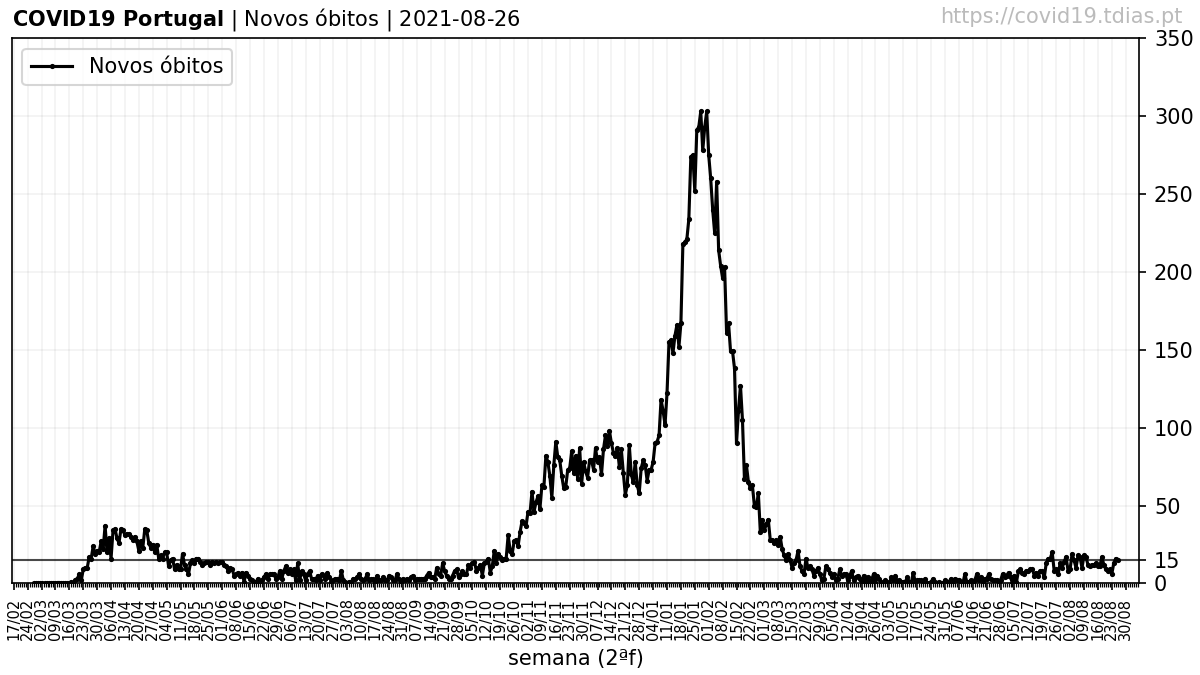 COVID19 Portugal | Novos óbitos | 2021-08-26
https://covid19.tdias.pt
Novos óbitos
350
300
250
200
150
100
50
15
0
17/02 24/02 02/03 09/03 16/03 23/03 30/03 06/04 13/04 20/04 27/04 04/05 11/05 18/05 25/05 01/06 08/06 15/06 22/06 29/06 06/07 13/07 20/07 27/07 03/08 10/08 17/08 24/08 31/08 07/09 14/09 21/09 28/09 05/10 12/10 19/10 26/10 02/11 09/11 16/11 23/11 30/11 07/12 14/12 21/12 28/12 04/01 11/01 18/01 25/01 01/02 08/02 15/02 22/02 01/03 08/03 15/03 22/03 29/03 05/04 12/04 19/04 26/04 03/05 10/05 17/05 24/05 31/05 07/06 14/06 21/06 28/06 05/07 12/07 19/07 26/07 02/08 09/08 16/08 23/08 30/08
semana (2ªf)